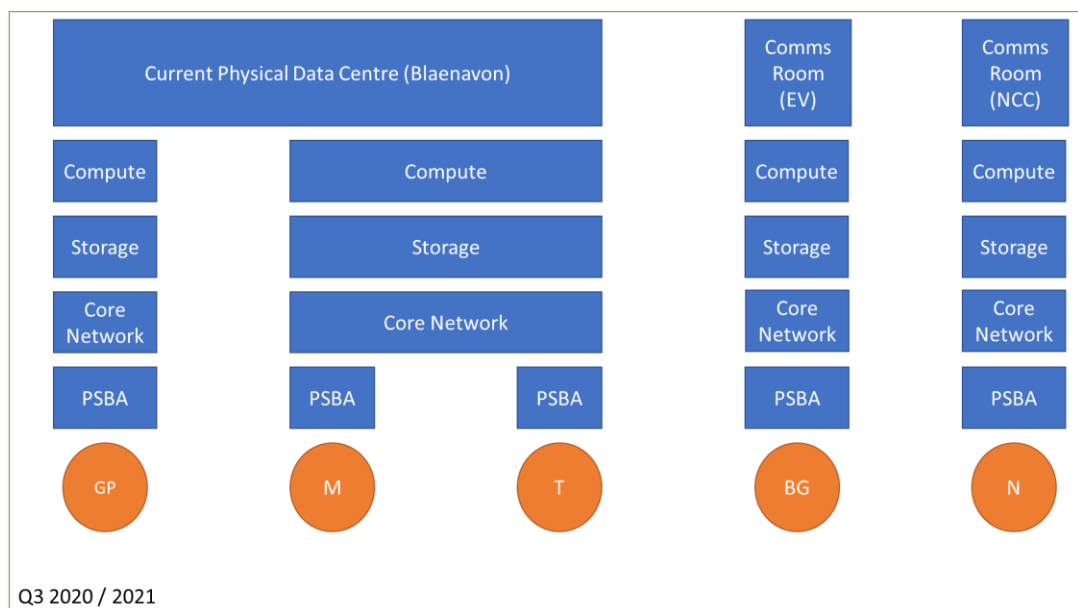 Current Physical Data Centre (Blaenavon)
Comms
Room
(EV)
Comms
Room
(NCC)
Compute
Compute
Compute
Compute
Storage
Storage
Storage
Storage
Core
Network
Core Network
Core
Network
Core
Network
PSBA
PSBA
PSBA
PSBA
PSBA
GP
M
T
BG
N
Q3 2020 / 2021